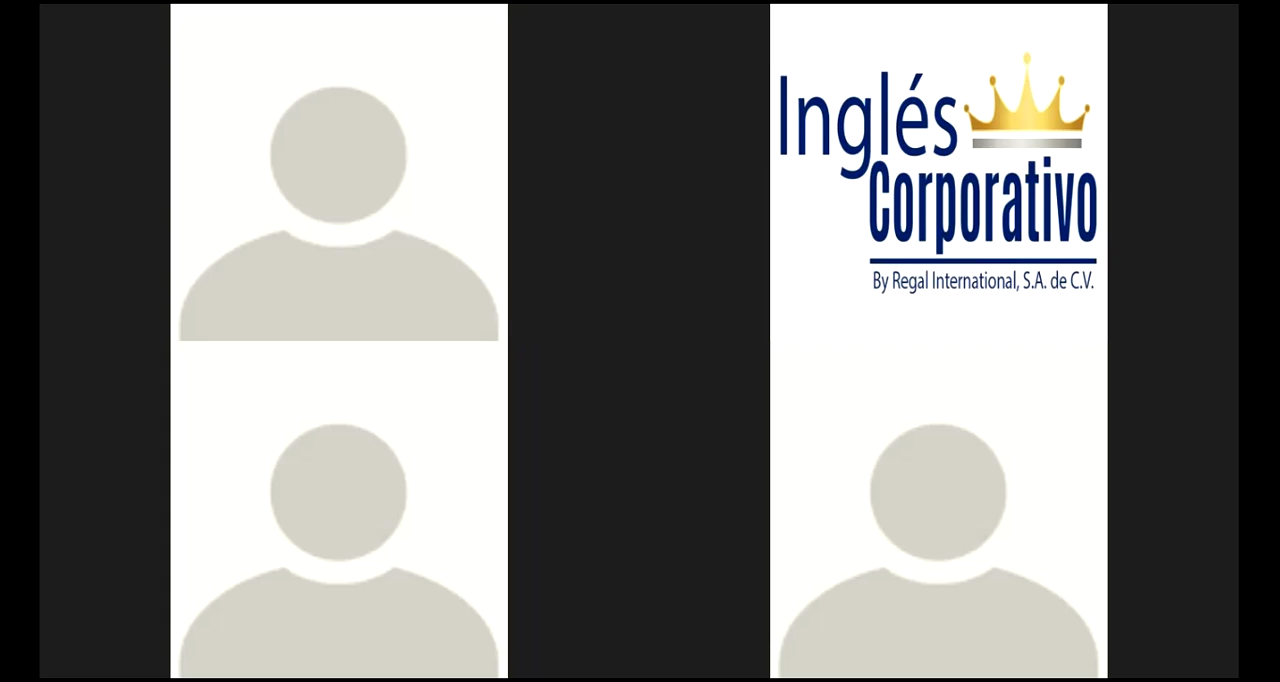 Inglés
Corporativo
By Regal International, S.A. de C.V.